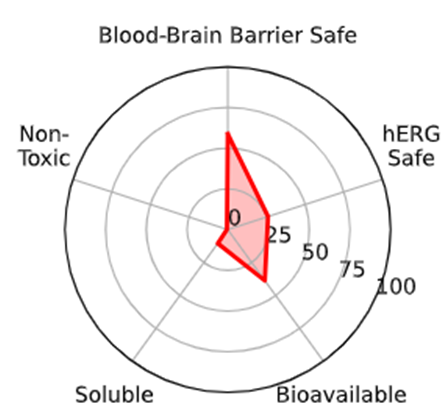 Blood-Brain Barrier Safe
Non-
Toxic
hERG
Safe
0
25
50
75
100
Soluble
Bioavailable